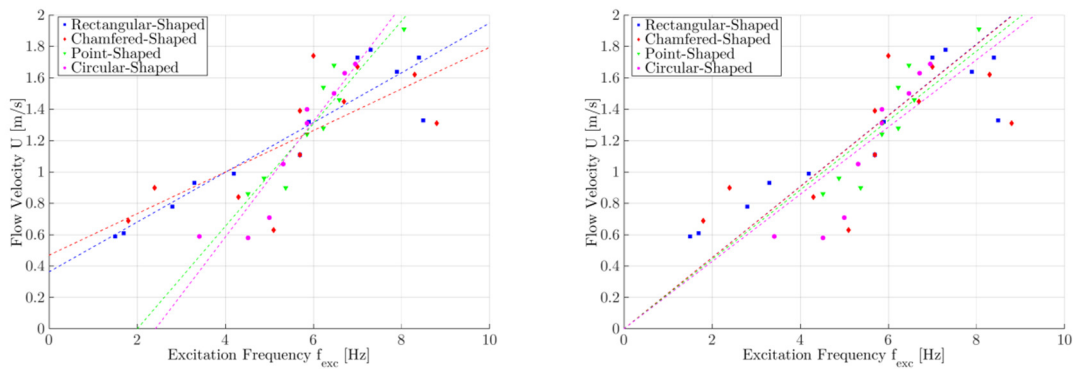 Rectangular-Shaped
Chamfered-Shaped
Point-Shaped
Circular-Shaped
2
1.8
1.6
1.4
1.2
1
0.8
0.6
0.4
0.2
0
Flow Velocity U [m/s]
0 2 4 6 8 10
Excitation Frequency f_exc [Hz]
Rectangular-Shaped
Chamfered-Shaped
Point-Shaped
Circular-Shaped
2
1.8
1.6
1.4
1.2
1
0.8
0.6
0.4
0.2
0
Flow Velocity U [m/s]
0 2 4 6 8 10
Excitation Frequency f_exc [Hz]